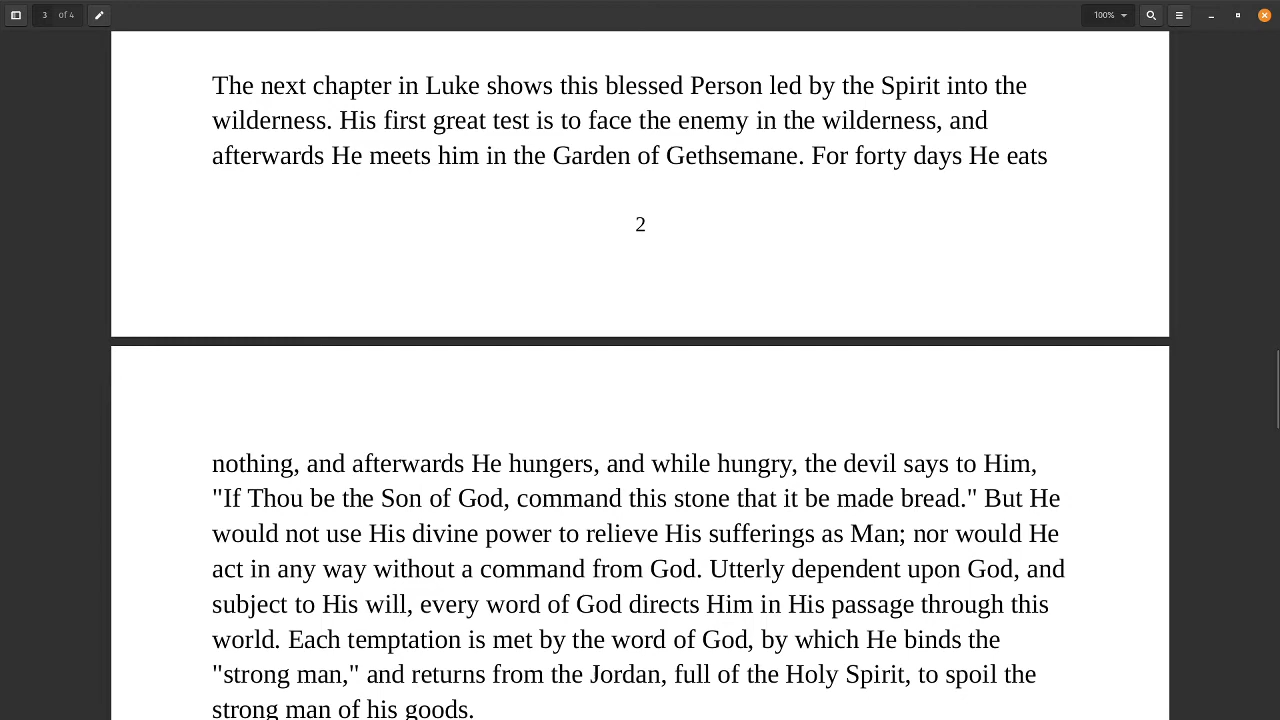 3 of 4
100%
The next chapter in Luke shows this blessed Person led by the Spirit into the
wilderness. His first great test is to face the enemy in the wilderness, and
afterwards He meets him in the Garden of Gethsemane. For forty days He eats
2
nothing, and afterwards He hungers, and while hungry, the devil says to Him,
"If Thou be the Son of God, command this stone that it be made bread." But He
would not use His divine power to relieve His sufferings as Man; nor would He
act in any way without a command from God. Utterly dependent upon God, and
subject to His will, every word of God directs Him in His passage through this
world. Each temptation is met by the word of God, by which He binds the
"strong man," and returns from the Jordan, full of the Holy Spirit, to spoil the
strong man of his goods.